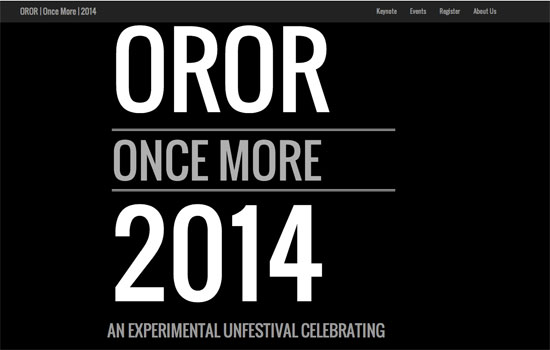 OROR | Once More | 2014
Keynote Events Register About Us
OROR
ONCE MORE
2014
AN EXPERIMENTAL UNFESTIVAL CELEBRATING